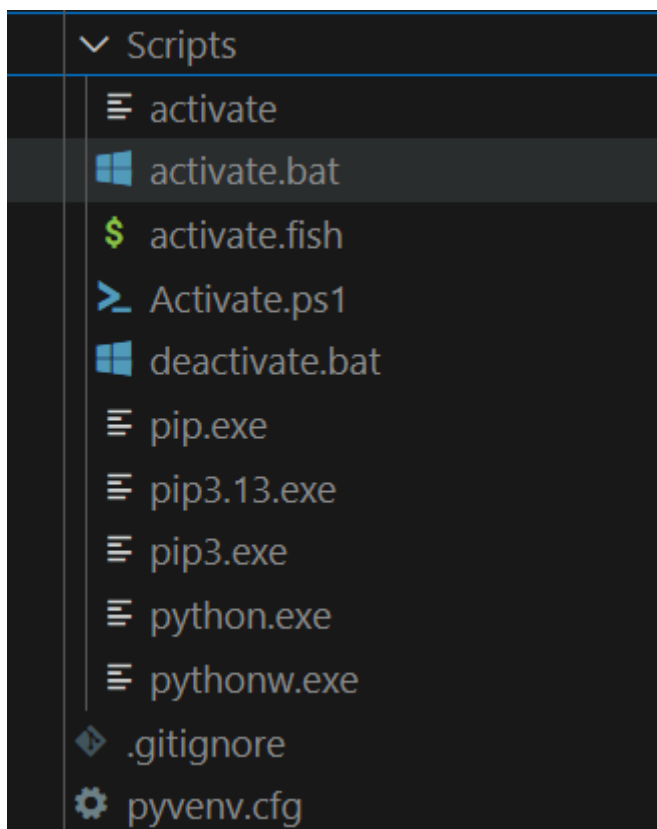 Scripts
activate
activate.bat
activate.fish
Activate.ps1
deactivate.bat
pip.exe
pip3.13.exe
pip3.exe
python.exe
pythonw.exe
.gitignore
pyvenv.cfg